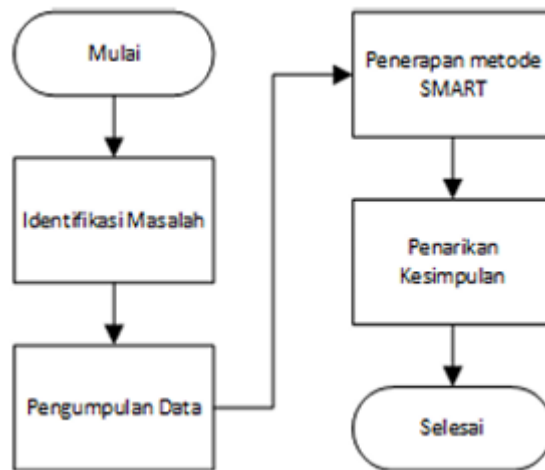 Mulai
Identifikasi Masalah
Pengumpulan Data
Penerapan metode
SMART
Penarikan
Kesimpulan
Selesai